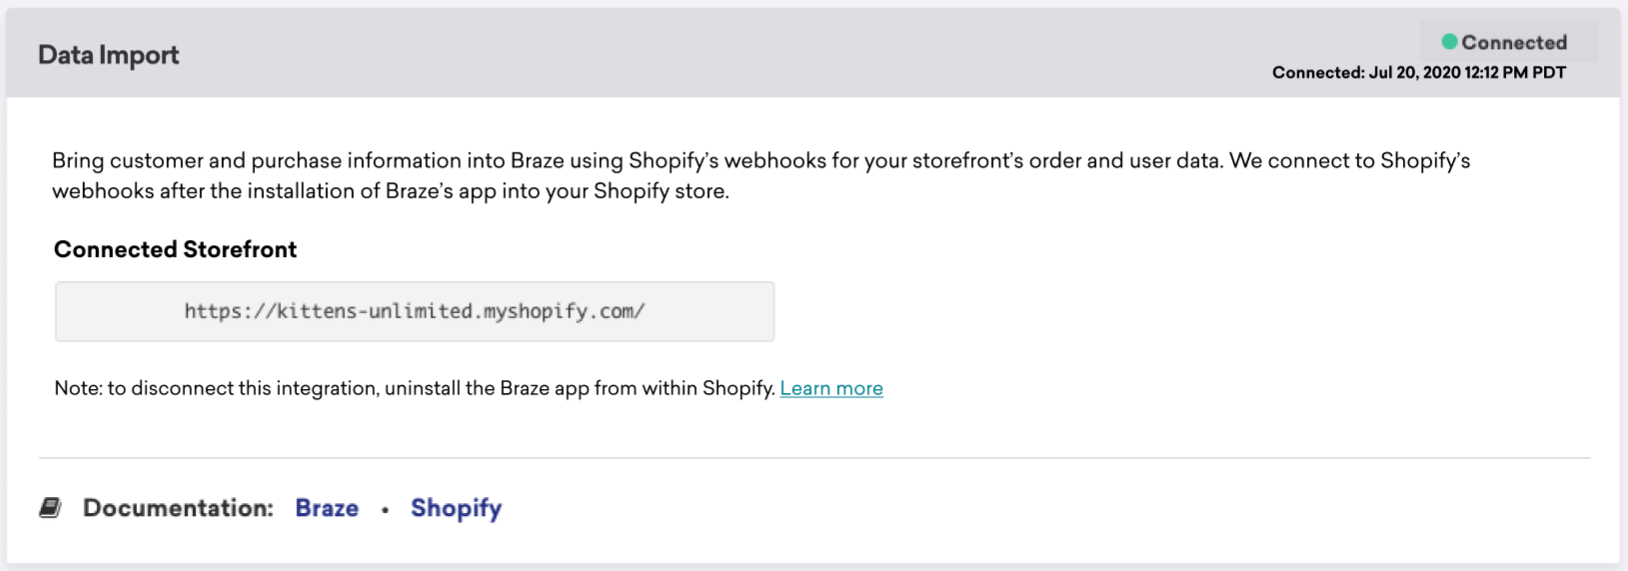 Data Import
Connected
Connected: Jul 20, 2020 12:12 PM PDT
Bring customer and purchase information into Braze using Shopify’s webhooks for your storefront’s order and user data. We connect to Shopify’s
webhooks after the installation of Braze’s app into your Shopify store.
Connected Storefront
https://kittens-unlimited.myshopify.com/
Note: to disconnect this integration, uninstall the Braze app from within Shopify. Learn more
Documentation: Braze • Shopify